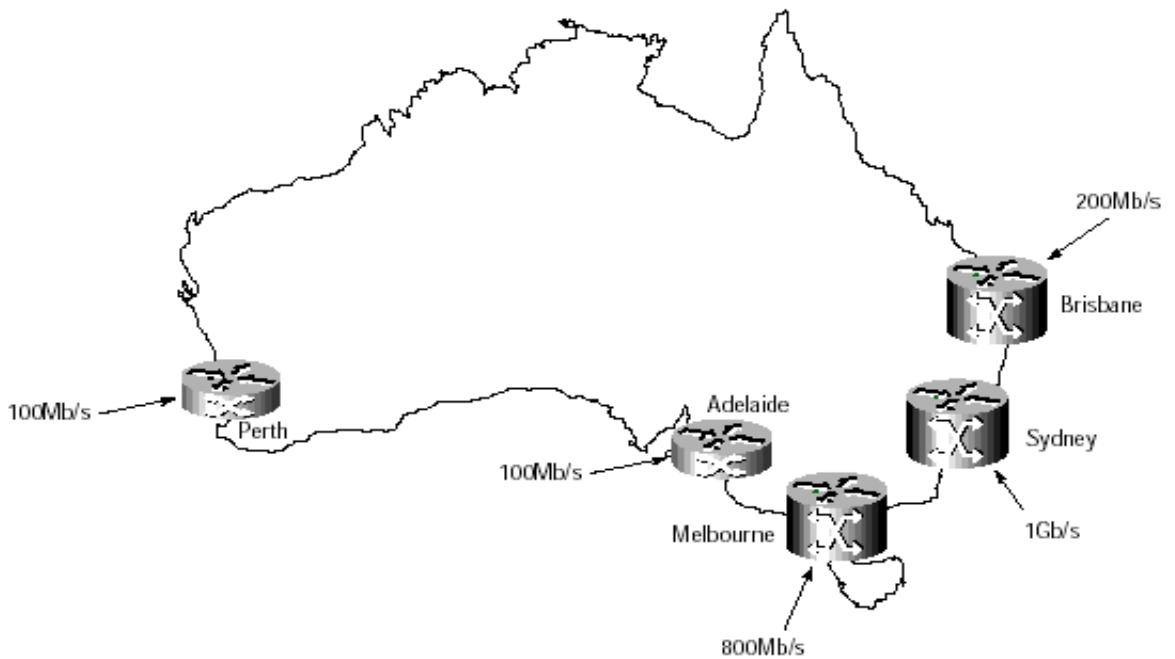 200Mb/s
Brisbane
100Mb/s
Perth
Adelaide
Sydney
100Mb/s
Melbourne
1Gb/s
800Mb/s